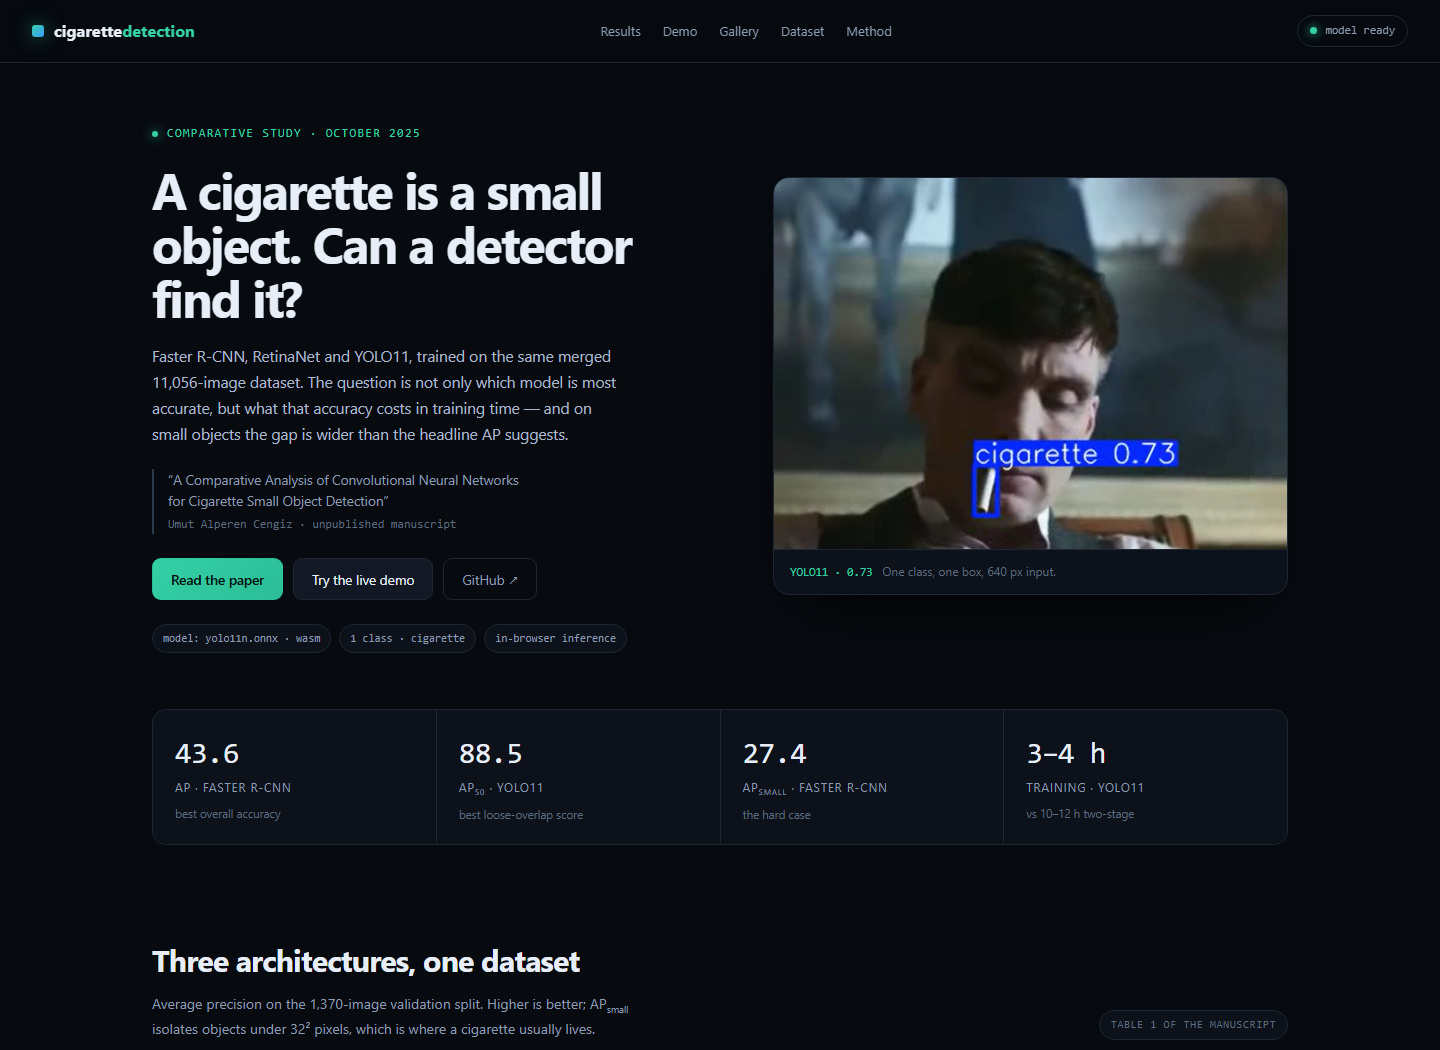 cigarettedetection
Results Demo Gallery Dataset Method
model ready
COMPARATIVE STUDY · OCTOBER 2025
A cigarette is a small
object. Can a detector
find it?
Faster R-CNN, RetinaNet and YOLO11, trained on the same merged
11,056-image dataset. The question is not only which model is most
accurate, but what that accuracy costs in training time — and on
small objects the gap is wider than the headline AP suggests.
“A Comparative Analysis of Convolutional Neural Networks
for Cigarette Small Object Detection”
Umut Alperen Cengiz · unpublished manuscript
Read the paper
Try the live demo
GitHub ↗
model: yolo11n.onnx · wasm
1 class · cigarette
in-browser inference
cigarette 0.73
YOLO11 · 0.73 One class, one box, 640 px input.
43.6
AP · FASTER R-CNN
best overall accuracy
88.5
AP50 · YOLO11
best loose-overlap score
27.4
APSMALL · FASTER R-CNN
the hard case
3–4 h
TRAINING · YOLO11
vs 10–12 h two-stage
Three architectures, one dataset
Average precision on the 1,370-image validation split. Higher is better; APsmall
isolates objects under 32² pixels, which is where a cigarette usually lives.
TABLE 1 OF THE MANUSCRIPT